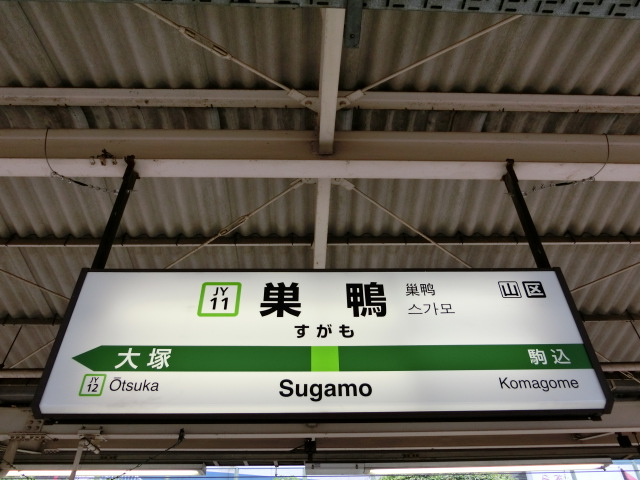 JY
11
巣鴨
巣鸭
스가모
山 区
すがも
大塚
駒込
JY
12
Ōtsuka
Sugamo
Komagome